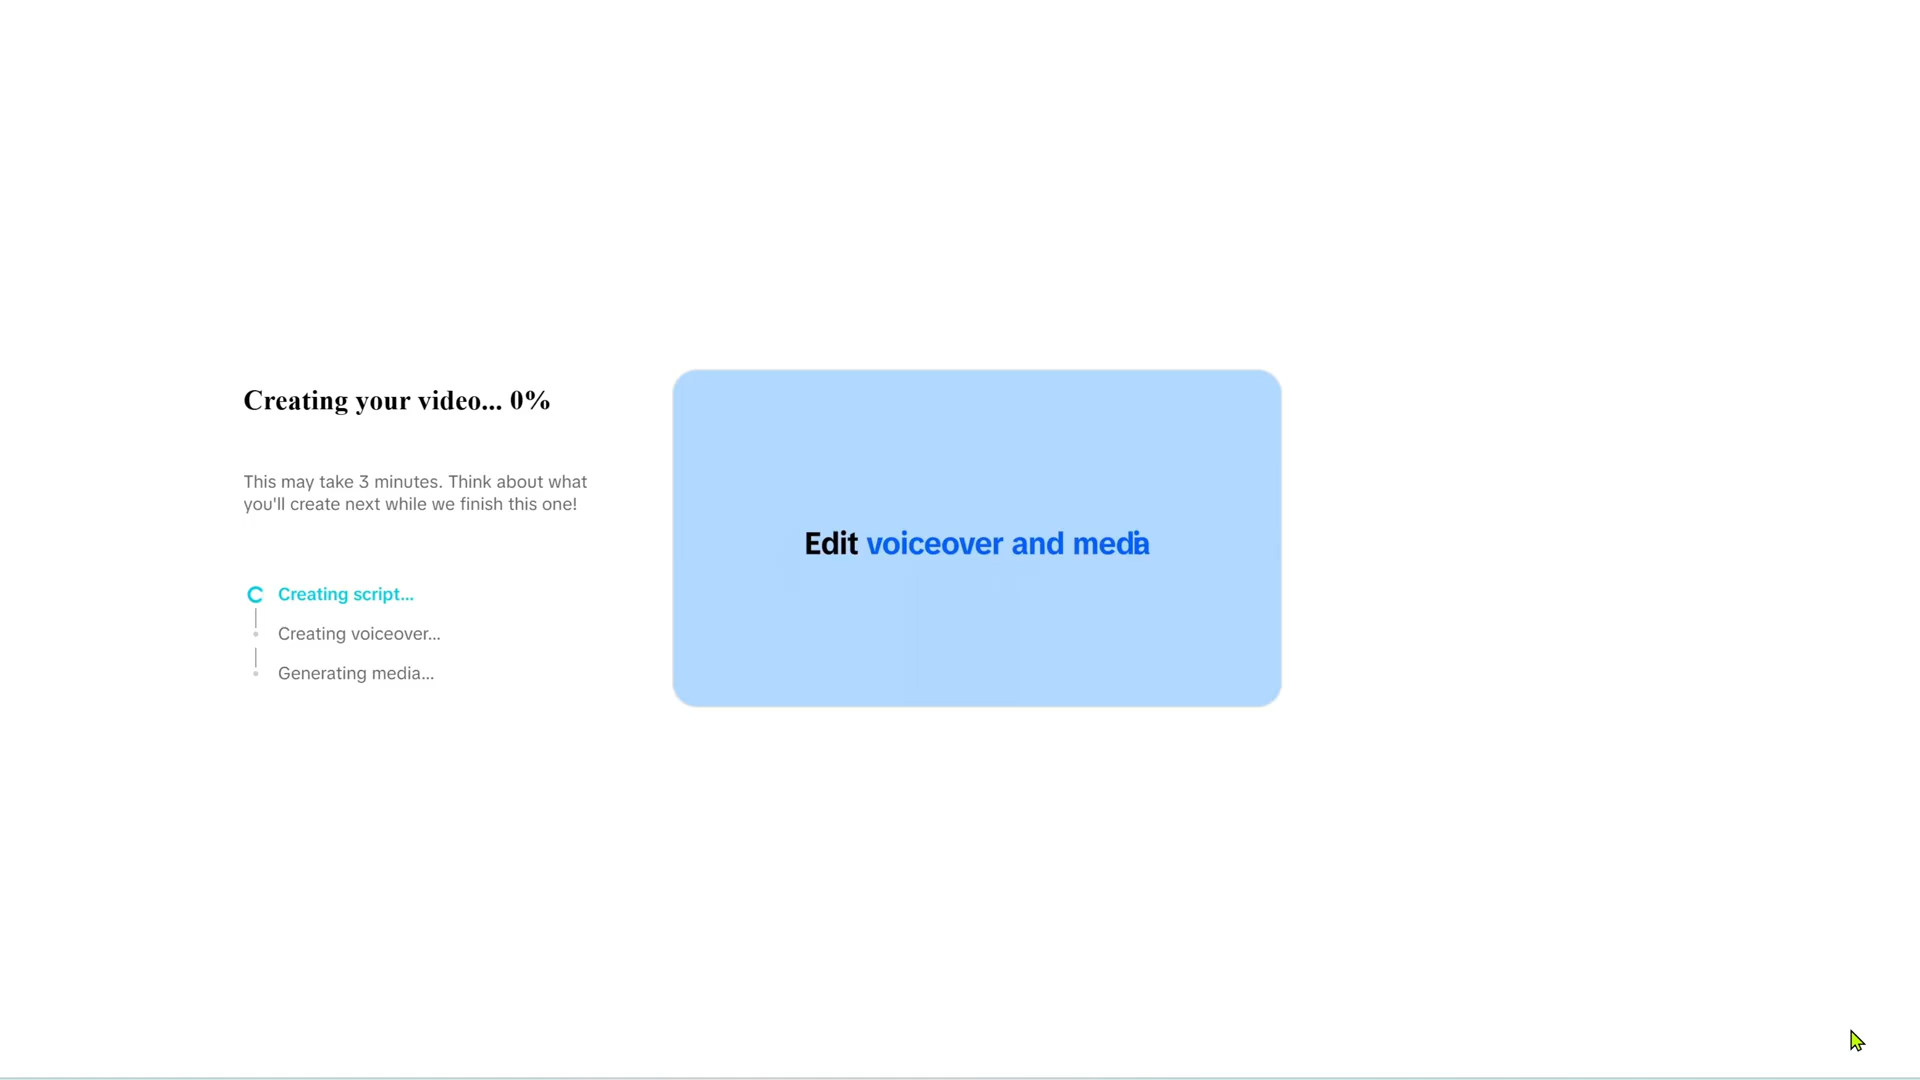 Creating your video... 0%
This may take 3 minutes. Think about what
you'll create next while we finish this one!
Creating script...
Creating voiceover...
Generating media...
Edit voiceover and media